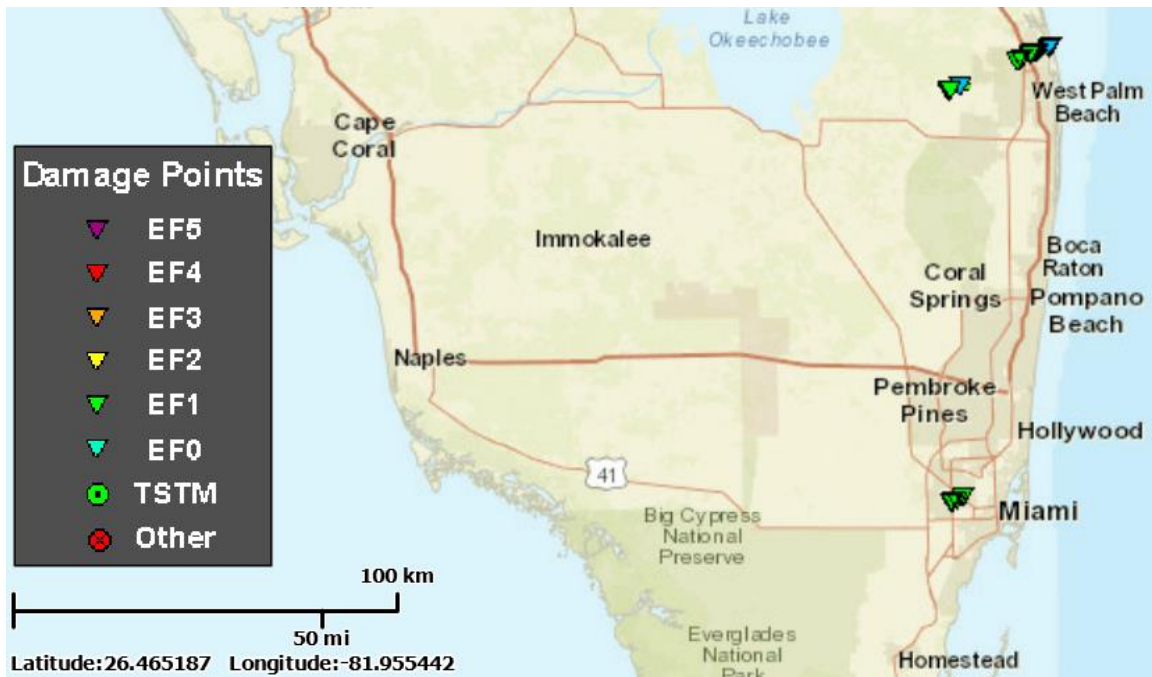 Lake
Okeechobee
West Palm
Beach
Cape
Coral
Damage Points
EF5
EF4
EF3
EF2
EF1
EF0
TSTM
Other
Immokalee
Boca
Raton
Coral
Springs
Pompano
Beach
Naples
Pembroke
Pines
Hollywood
41
Miami
Big Cypress
National
Preserve
100 km
50 mi
Everglades
National
Park
Homestead
Latitude:26.465187 Longitude:-81.955442